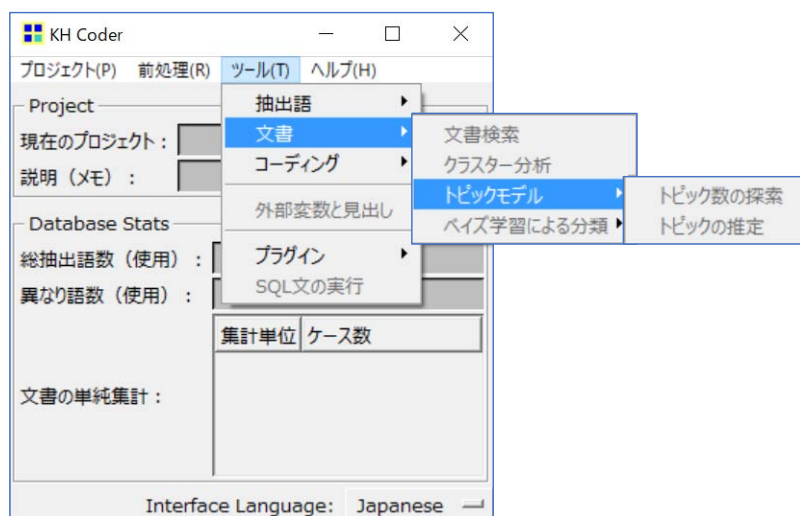 KH Coder
プロジェクト(P) 前処理(R) ツール(T) ヘルプ(H)
Project
現在のプロジェクト：
説明（メモ）：
Database Stats
総抽出語数（使用）：
異なり語数（使用）：
集計単位 ケース数
文書の単純集計：
Interface Language: Japanese
抽出語
文書
コーディング
外部変数と見出し
プラグイン
SQL文の実行
文書検索
クラスター分析
トピックモデル
ベイズ学習による分類
トピック数の探索
トピックの推定